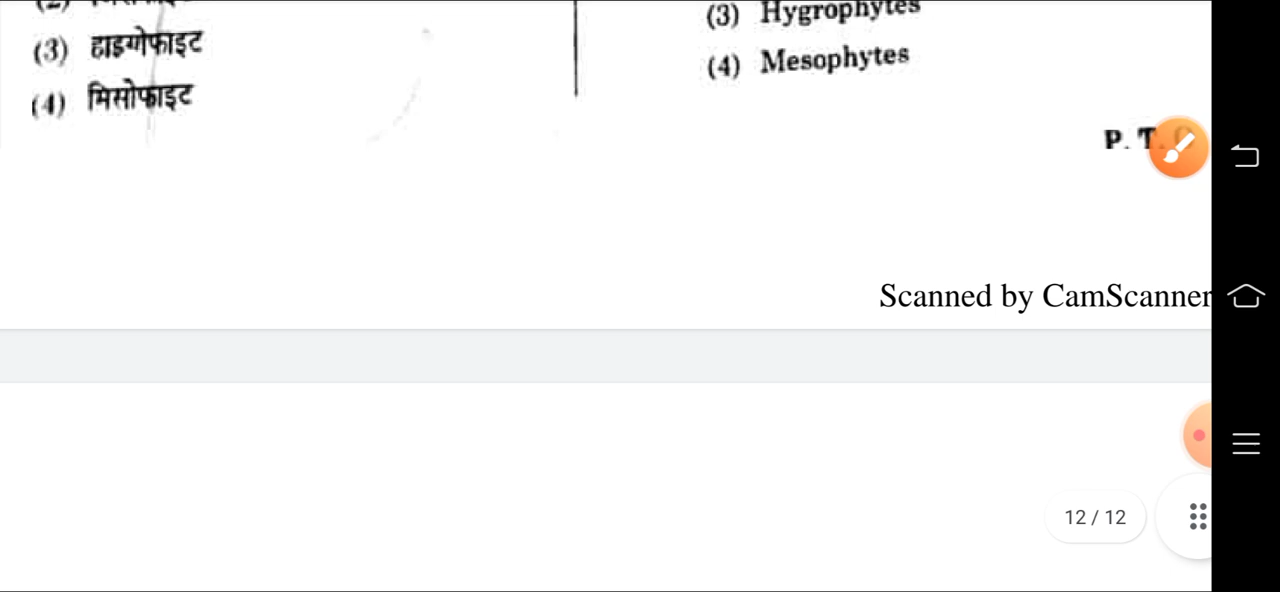 (3) हाइग्रोफाइट
(4) मिसोफाइट
(3) Hygrophytes
(4) Mesophytes
P. T.
Scanned by CamScanner
12 / 12